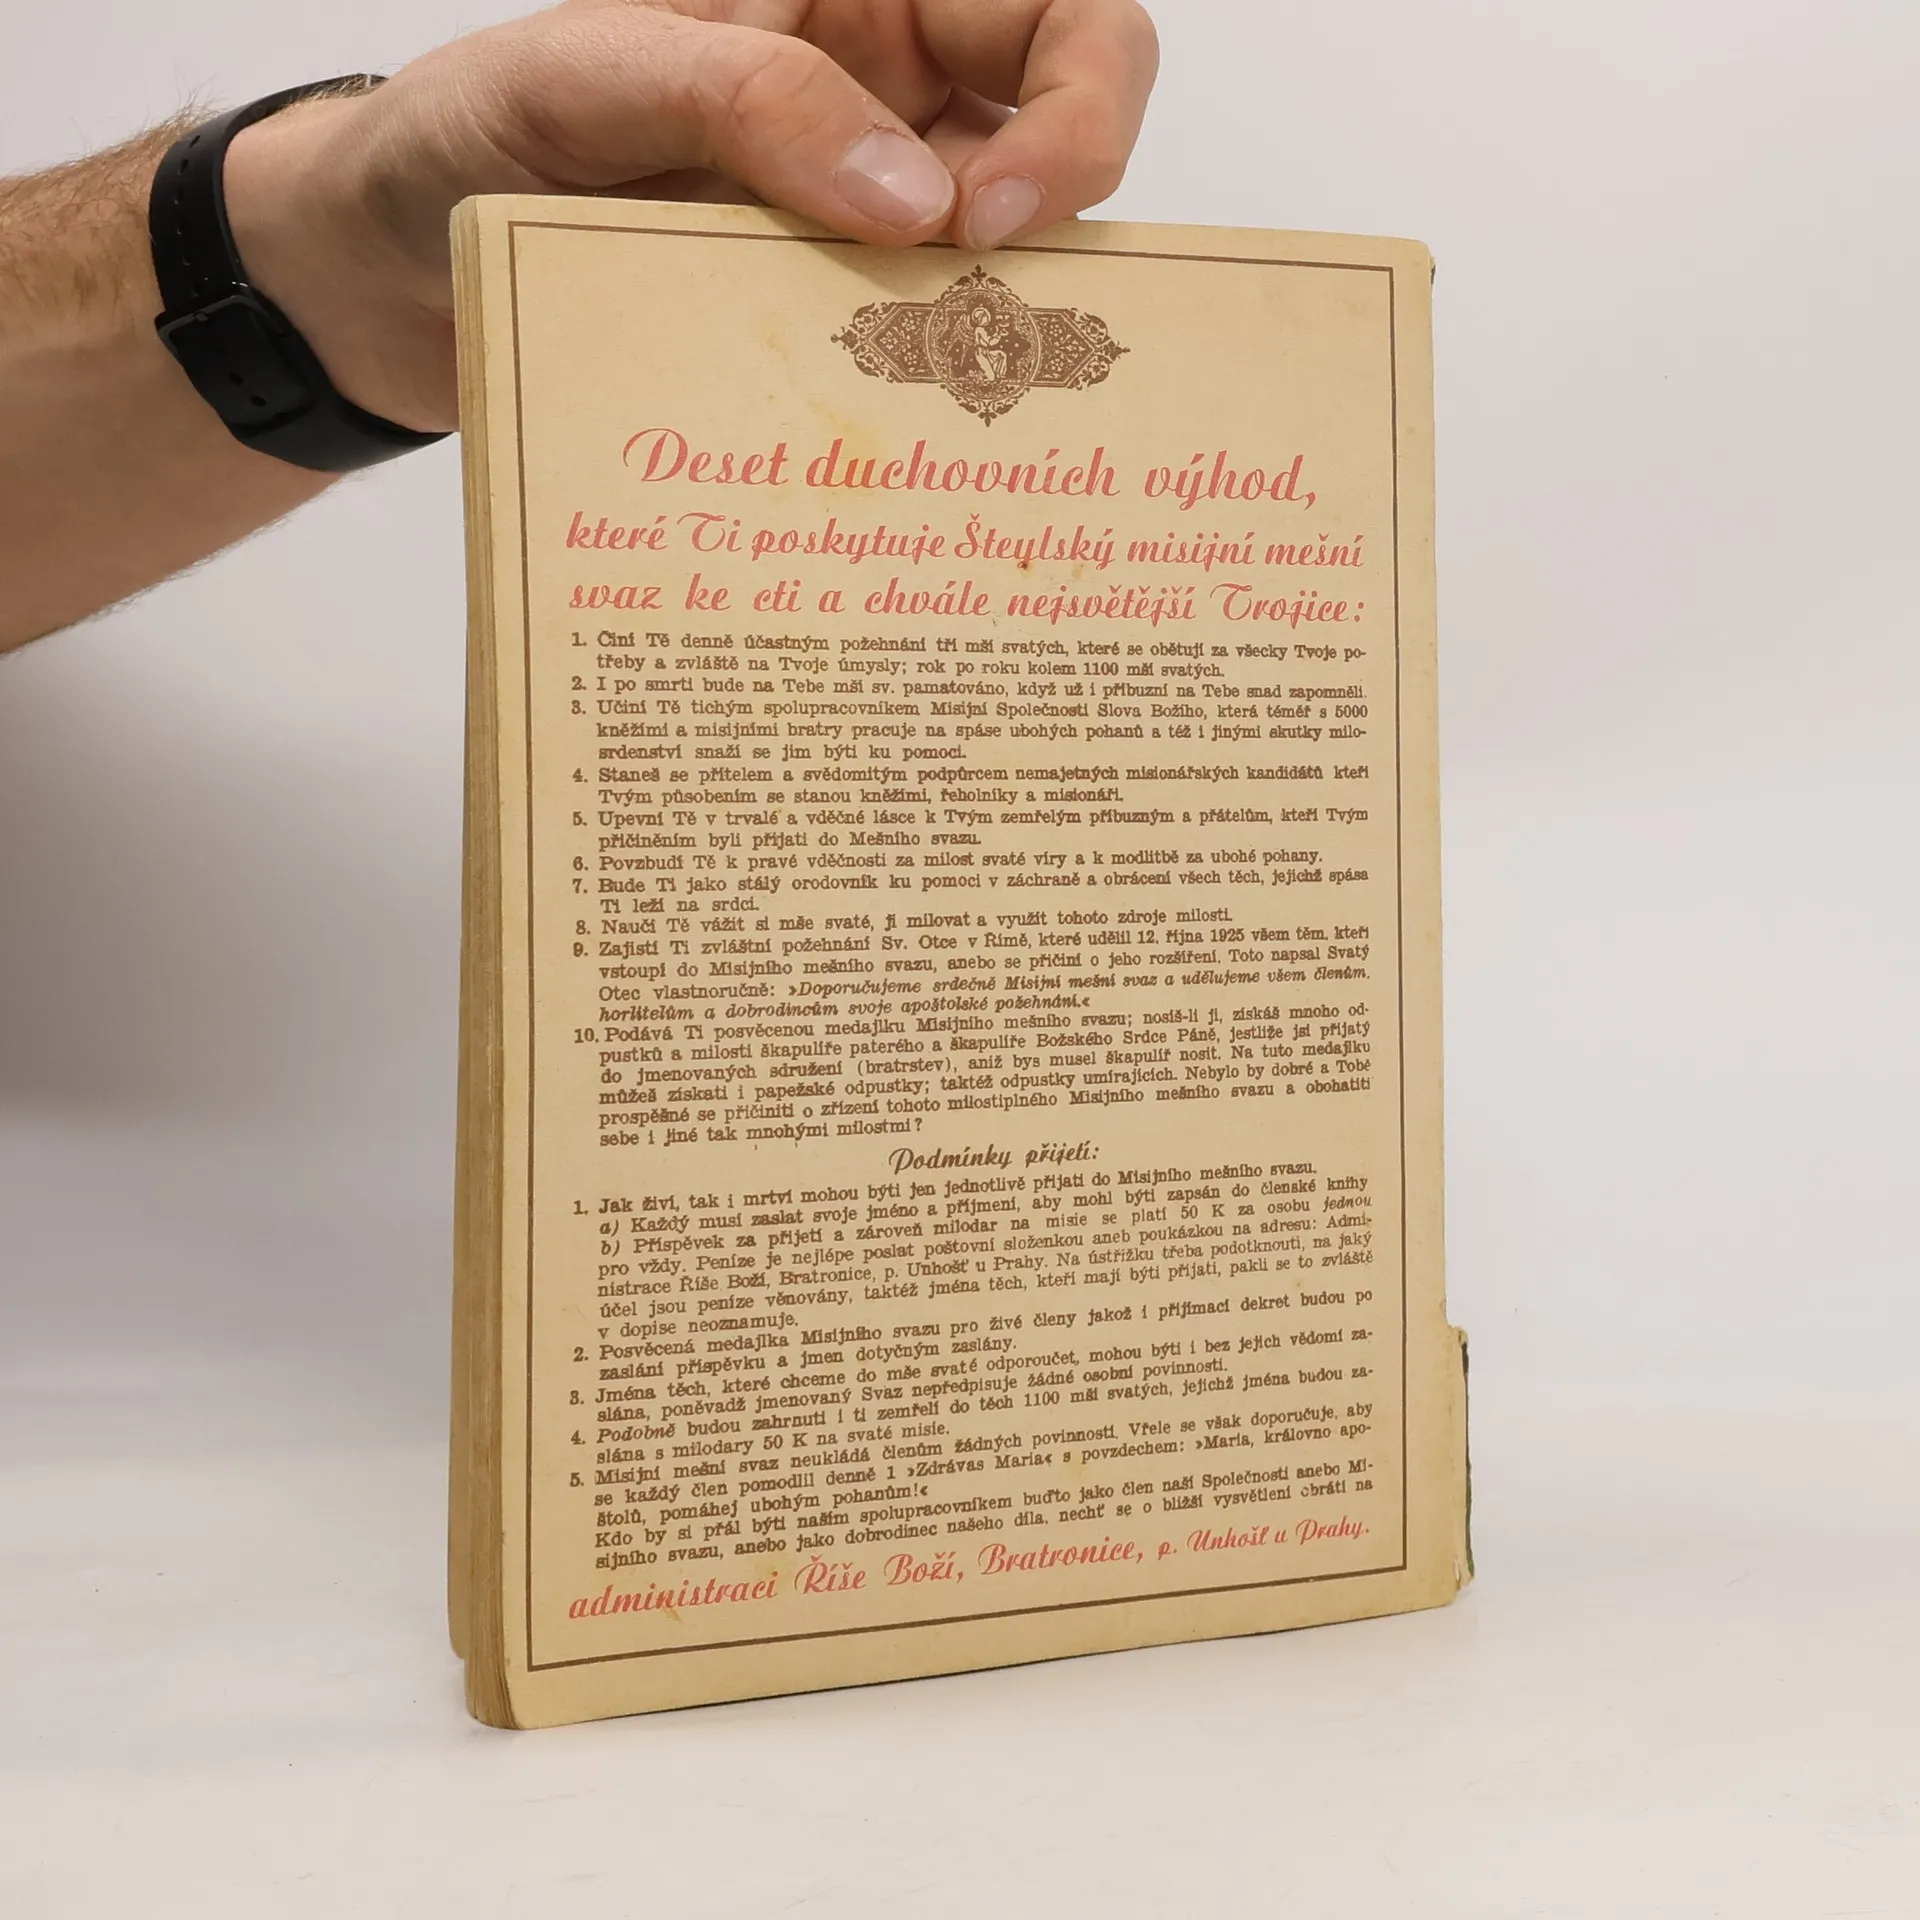 Deset duchovních výhod,
které Ti poskytuje Šteylský misijní mešní
svaz ke cti a chvále nejsvětější Trojice:
1. Činí Tě denně účastným požehnání tří mší svatých, které se obětují za všecky Tvoje po-
třeby a zvláště na Tvoje úmysly; rok po roku kolem 1100 mší svatých.
2. I po smrti bude na Tebe mši sv. pamatováno, když už i příbuzní na Tebe snad zapomněli.
3. Učiní Tě tichým spolupracovníkem Misijní Společnosti Slova Božího, která téměř s 5000
kněžími a misijními bratry pracuje na spáse ubohých pohanů a též i jinými skutky milo-
srdenství snaží se jim býti ku pomoci.
4. Staneš se přítelem a svědomitým podpůrcem nemajetných misionářských kandidátů kteří
Tvým působením se stanou kněžími, řeholníky a misionáři.
5. Upevní Tě v trvalé a vděčné lásce k Tvým zemřelým příbuzným a přátelům, kteří Tvým
přičiněním byli přijati do Mešního svazu.
6. Povzbudí Tě k pravé vděčnosti za milost svaté víry a k modlitbě za ubohé pohany.
7. Bude Ti jako stálý orodovník ku pomoci v záchraně a obrácení všech těch, jejichž spása
Ti leží na srdci.
8. Naučí Tě vážit si mše svaté, ji milovat a využít tohoto zdroje milosti.
9. Zajistí Ti zvláštní požehnání Sv. Otce v Římě, které udělil 12. října 1925 všem těm, kteří
vstoupí do Misijního mešního svazu, anebo se přičiní o jeho rozšíření. Toto napsal Svatý
Otec vlastnoručně: »Doporučujeme srdečně Misijní mešní svaz a udělujeme všem členům,
horlitelům a dobrodincům svoje apoštolské požehnání.«
10. Podává Ti posvěcenou medajlku Misijního mešního svazu; nosíš-li ji, získáš mnoho od-
pustků a milostí škapulíře paterého a škapulíře Božského Srdce Páně, jestliže jsi přijatý
do jmenovaných sdružení (bratrstev), aniž bys musel škapulíř nosit. Na tuto medajlku
můžeš získati i papežské odpustky; taktéž odpustky umírajících. Nebylo by dobré a Tobě
prospěšné se přičiniti o zřízení tohoto milostiplného Misijního mešního svazu a obohatiti
sebe i jiné tak mnohými milostmi?
Podmínky přijetí:
1. Jak živí, tak i mrtví mohou býti jen jednotlivě přijati do Misijního mešního svazu.
a) Každý musí zaslat svoje jméno a příjmení, aby mohl býti zapsán do členské knihy
b) Příspěvek za přijetí a zároveň milodar na misie se platí 50 K za osobu jednou
pro vždy. Peníze je nejlépe poslat poštovní složenkou aneb poukázkou na adresu: Admi-
nistrace Říše Boží, Bratronice, p. Unhošť u Prahy. Na ústřižku třeba podotknouti, na jaký
účel jsou peníze věnovány, taktéž jména těch, kteří mají býti přijati, pakli se to zvláště
v dopise neoznamuje.
2. Posvěcená medajlka Misijního svazu pro živé členy jakož i přijímací dekret budou po
zaslání příspěvku a jmen dotyčným zaslány.
3. Jména těch, které chceme do mše svaté odporoučet, mohou býti i bez jejich vědomí za-
slána, poněvadž jmenovaný Svaz nepředpisuje žádné osobní povinnosti.
4. Podobně budou zahrnuti i ti zemřelí do těch 1100 mší svatých, jejichž jména budou za-
slána s milodary 50 K na svaté misie.
5. Misijní mešní svaz neukládá členům žádných povinností. Vřele se však doporučuje, aby
se každý člen pomodlil denně 1 »Zdrávas Maria« s povzdechem: »Maria, královno apo-
štolů, pomáhej ubohým pohanům!«
Kdo by si přál býti naším spolupracovníkem buďto jako člen naší Společnosti anebo Mi-
sijního svazu, anebo jako dobrodinec našeho díla, nechť se o bližší vysvětlení obrátí na
administraci Říše Boží, Bratronice, p. Unhošť u Prahy.